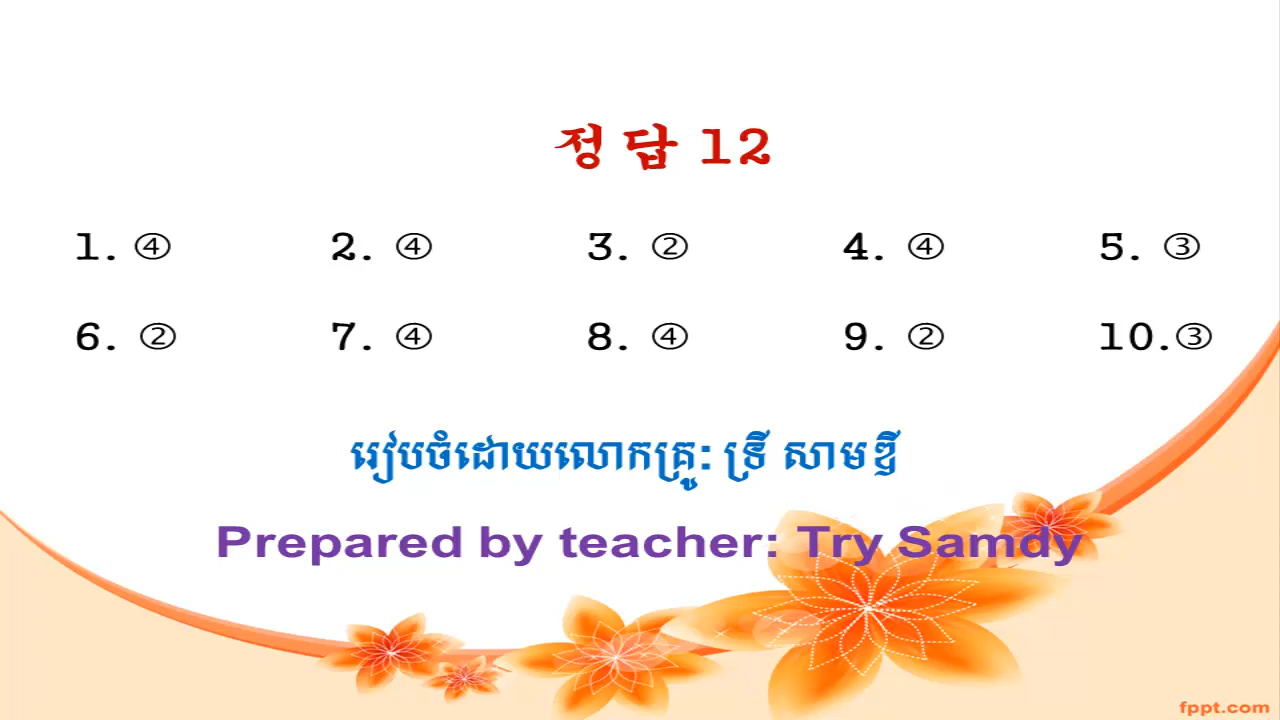 정답 12
1. ④ 2. ④ 3. ② 4. ④ 5. ③
6. ② 7. ④ 8. ④ 9. ② 10.③
រៀបចំដោយលោកគ្រូ: ទ្រី សាមឌី
Prepared by teacher: Try Samdy
fppt.com